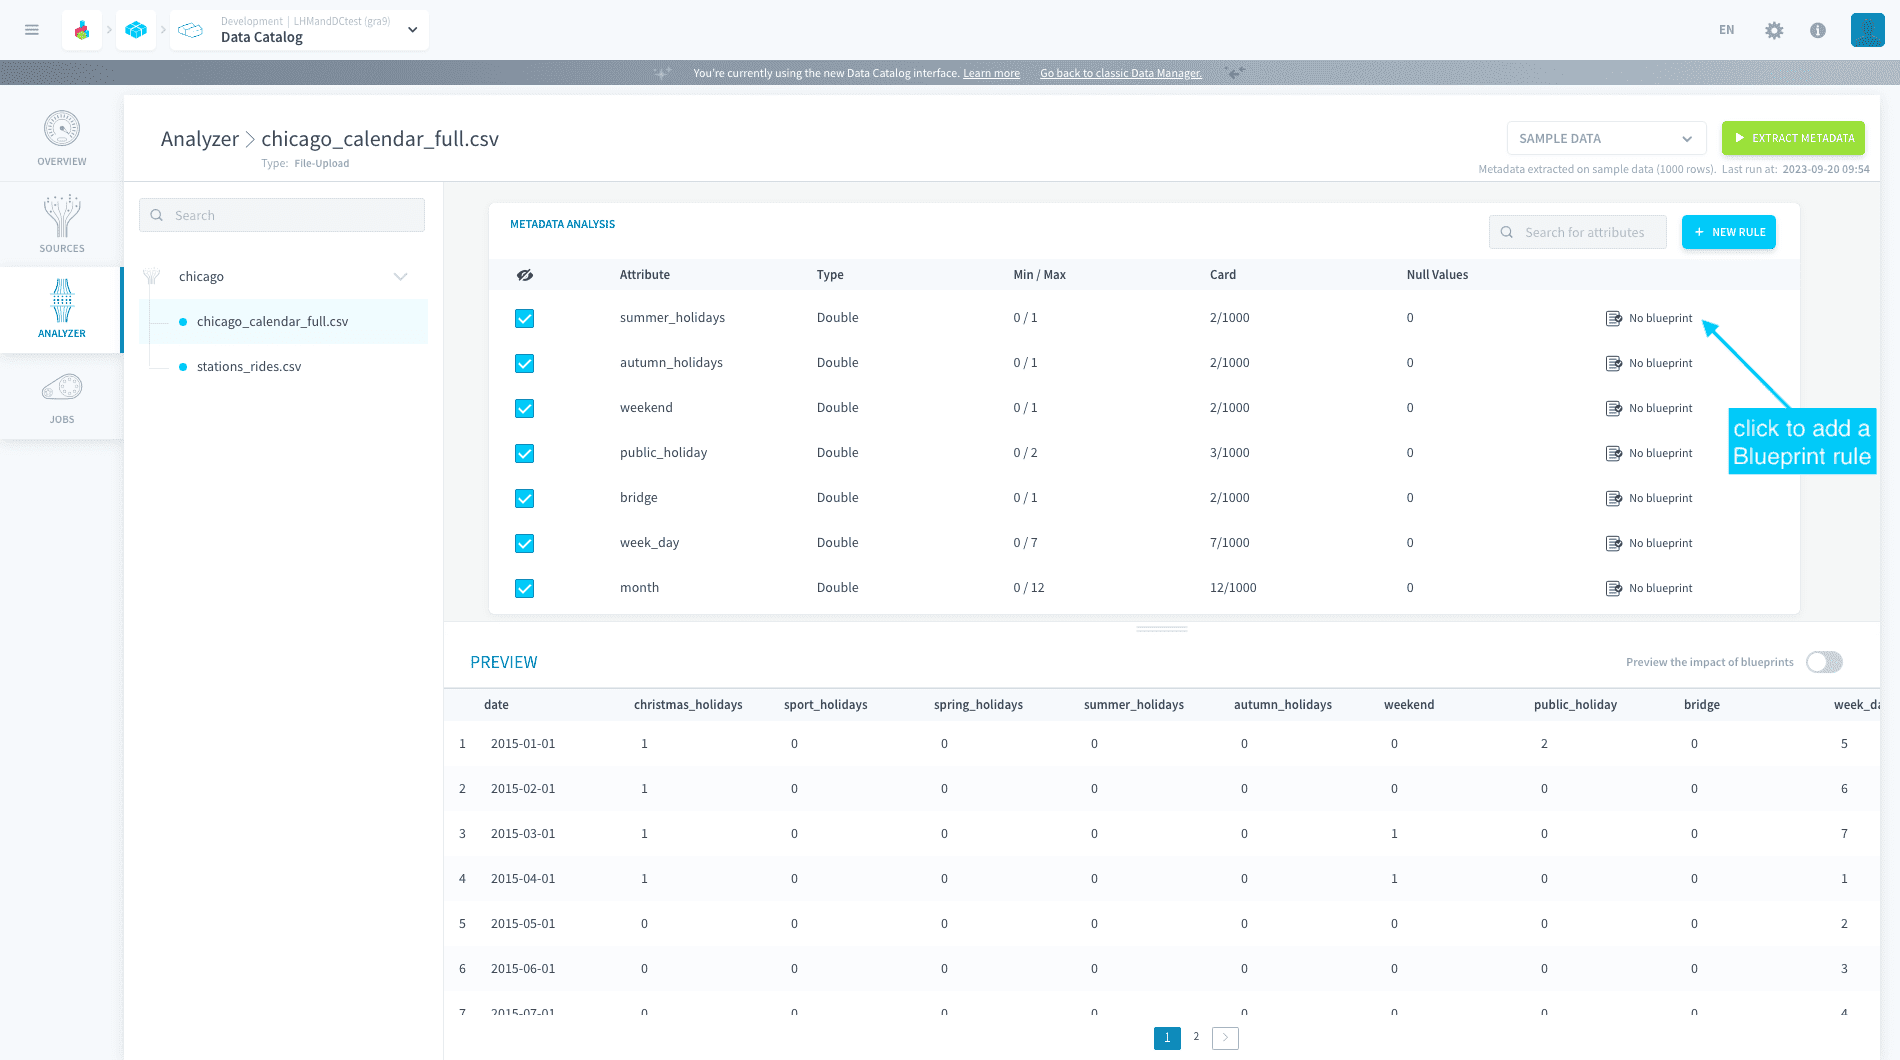 Development | LHMandDCtest (gra9)
Data Catalog
EN
You're currently using the new Data Catalog interface. Learn more Go back to classic Data Manager.
OVERVIEW
SOURCES
ANALYZER
JOBS
Analyzer > chicago_calendar_full.csv
Type: File-Upload
SAMPLE DATA
EXTRACT METADATA
Metadata extracted on sample data (1000 rows). Last run at: 2023-09-20 09:54
Search
chicago
chicago_calendar_full.csv
stations_rides.csv
METADATA ANALYSIS
Search for attributes
+ NEW RULE
Attribute Type Min / Max Card Null Values
summer_holidays Double 0 / 1 2/1000 0 No blueprint
autumn_holidays Double 0 / 1 2/1000 0 No blueprint
weekend Double 0 / 1 2/1000 0 No blueprint
public_holiday Double 0 / 2 3/1000 0 No blueprint
bridge Double 0 / 1 2/1000 0 No blueprint
week_day Double 0 / 7 7/1000 0 No blueprint
month Double 0 / 12 12/1000 0 No blueprint
click to add a
Blueprint rule
PREVIEW
Preview the impact of blueprints
date christmas_holidays sport_holidays spring_holidays summer_holidays autumn_holidays weekend public_holiday bridge week_da
1 2015-01-01 1 0 0 0 0 0 2 0 5
2 2015-02-01 1 0 0 0 0 0 0 0 6
3 2015-03-01 1 0 0 0 0 1 0 0 7
4 2015-04-01 1 0 0 0 0 1 0 0 1
5 2015-05-01 0 0 0 0 0 0 0 0 2
6 2015-06-01 0 0 0 0 0 0 0 0 3
7 2015-07-01 0 0 0 0 0 0 0 0 4
1 2 >